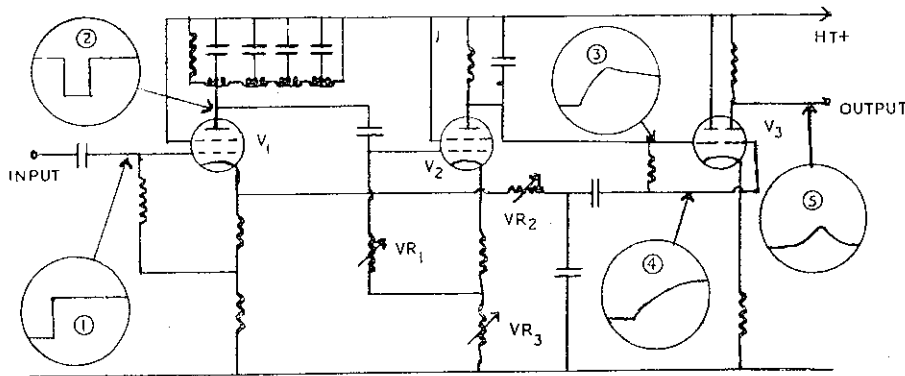 ②
③
HT+
V₁
V₂
V₃
OUTPUT
INPUT
VR₂
VR₁
④
⑤
①
VR₃